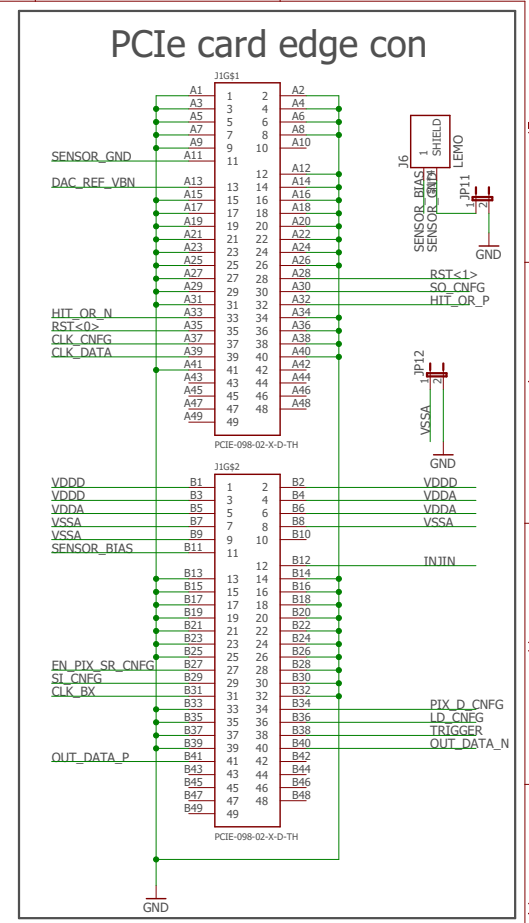 PCIe card edge con
J1G$1
A1 1 2 A2
A3 3 4 A4
A5 5 6 A6
A7 7 8 A8
A9 9 10 A10
SENSOR_GND A11 11
12 A12
DAC_REF_VBN A13 13 14 A14
A15 15 16 A16
A17 17 18 A18
A19 19 20 A20
A21 21 22 A22
A23 23 24 A24
A25 25 26 A26
A27 27 28 A28 RST<1>
A29 29 30 A30 SO_CNFG
A31 31 32 A32 HIT_OR_P
HIT_OR_N A33 33 34 A34
RST<0> A35 35 36 A36
CLK_CNFG A37 37 38 A38
CLK_DATA A39 39 40 A40
A41 41 42 A42
A43 43 44 A44
A45 45 46 A46
A47 47 48 A48
A49 49
PCIE-098-02-X-D-TH
J6
1
SHIELD
LEMO
SENSOR_BIAS
SENSOR_GND
JP11
1
2
GND
JP12
1
2
VSSA
GND
J1G$2
VDDD B1 1 2 B2 VDDD
VDDD B3 3 4 B4 VDDA
VDDA B5 5 6 B6 VDDA
VSSA B7 7 8 B8 VSSA
VSSA B9 9 10 B10
SENSOR_BIAS B11 11
12 B12 INJIN
B13 13 14 B14
B15 15 16 B16
B17 17 18 B18
B19 19 20 B20
B21 21 22 B22
B23 23 24 B24
B25 25 26 B26
EN_PIX_SR_CNFG B27 27 28 B28
SI_CNFG B29 29 30 B30
CLK_BX B31 31 32 B32
B33 33 34 B34 PIX_D_CNFG
B35 35 36 B36 LD_CNFG
B37 37 38 B38 TRIGGER
B39 39 40 B40 OUT_DATA_N
OUT_DATA_P B41 41 42 B42
B43 43 44 B44
B45 45 46 B46
B47 47 48 B48
B49 49
PCIE-098-02-X-D-TH
GND